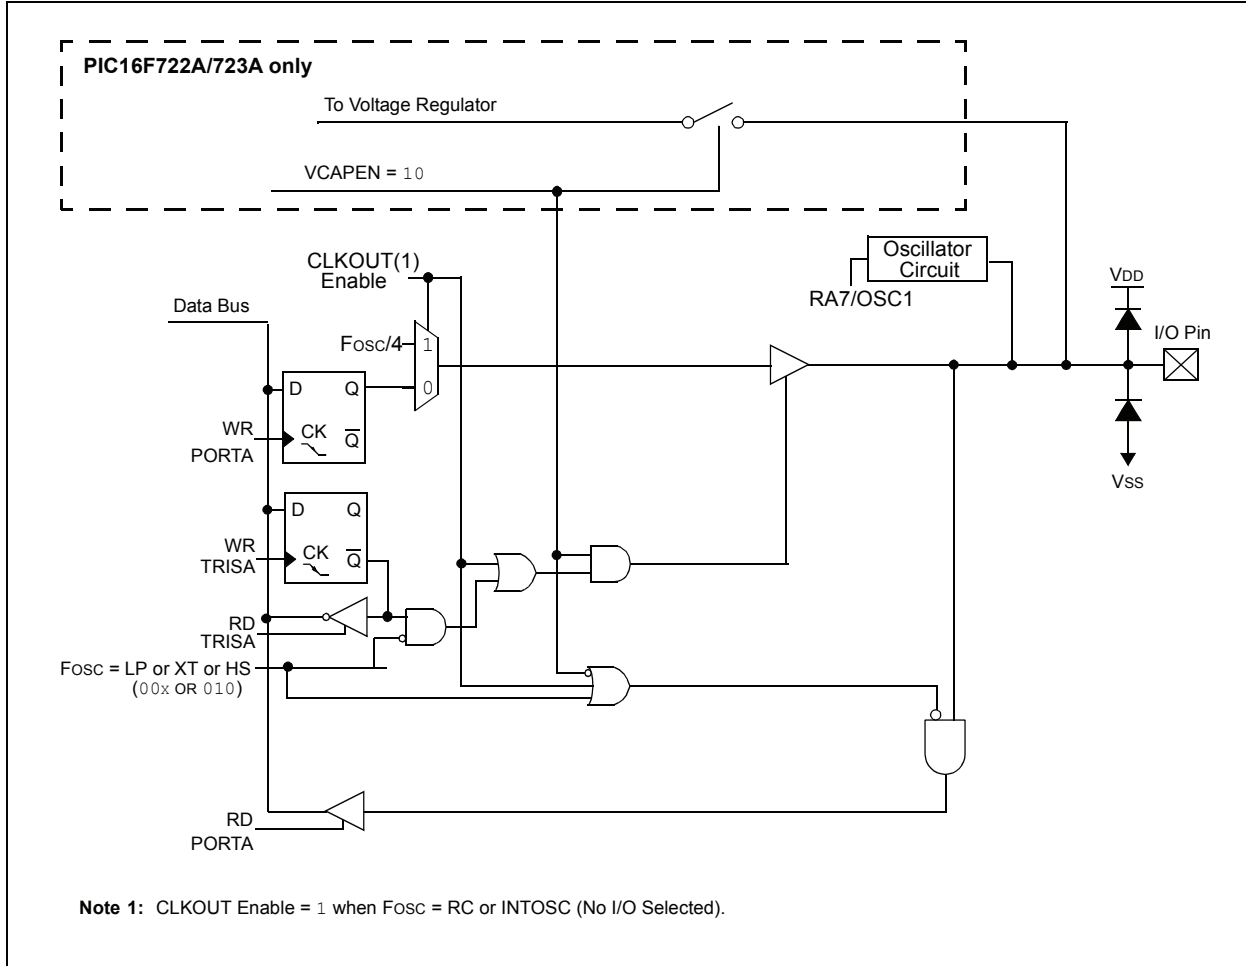 PIC16F722A/723A only
To Voltage Regulator
VCAPEN = 10
CLKOUT(1)
Enable
Oscillator
Circuit
RA7/OSC1
VDD
I/O Pin
VSS
Data Bus
FOSC/4
1
0
D Q
CK Q
WR
PORTA
D Q
CK Q
WR
TRISA
RD
TRISA
FOSC = LP or XT or HS
(00x OR 010)
RD
PORTA
Note 1: CLKOUT Enable = 1 when FOSC = RC or INTOSC (No I/O Selected).